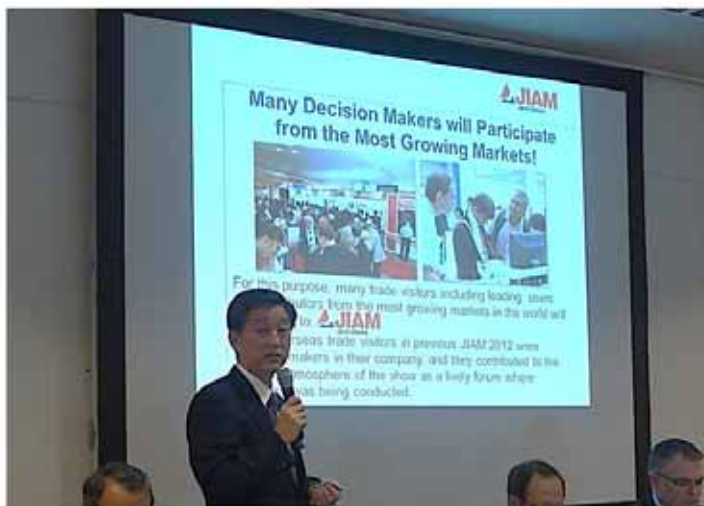 JIAM
Many Decision Makers will Participate
from the Most Growing Markets!
For this purpose, many trade visitors including leading users
visitors from the most growing markets in the world will
to JIAM
seas trade visitors in previous JIAM 2012 were
makers in their company, and they contributed to the
atmosphere of the show as a lively forum where
was being conducted.